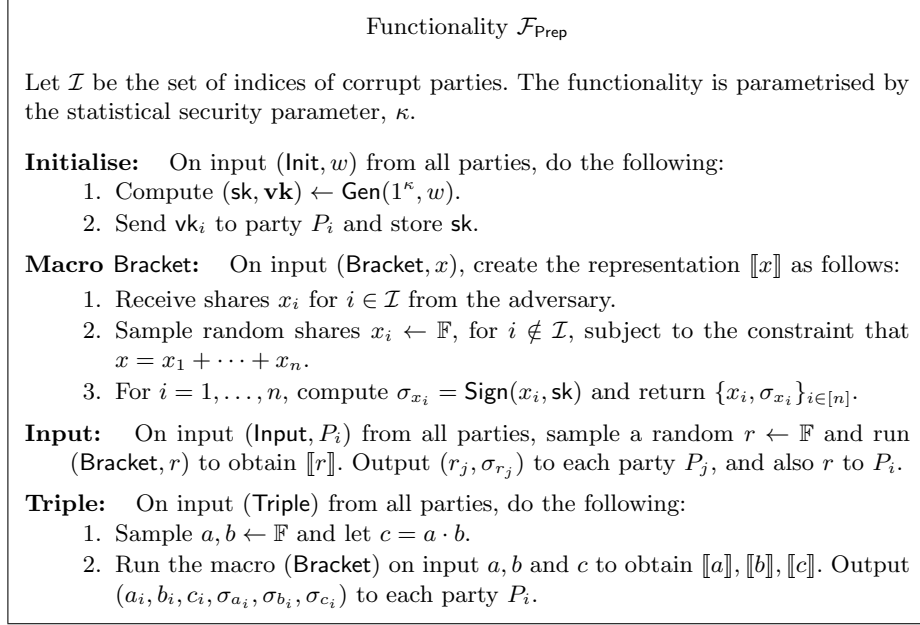 Functionality 𝓕_Prep
Let 𝓘 be the set of indices of corrupt parties. The functionality is parametrised by
the statistical security parameter, κ.
Initialise: On input (Init, w) from all parties, do the following:
1. Compute (sk, vk) ← Gen(1^κ, w).
2. Send vk_i to party P_i and store sk.
Macro Bracket: On input (Bracket, x), create the representation ⟦x⟧ as follows:
1. Receive shares x_i for i ∈ 𝓘 from the adversary.
2. Sample random shares x_i ← 𝔽, for i ∉ 𝓘, subject to the constraint that
x = x_1 + ⋯ + x_n.
3. For i = 1, …, n, compute σ_{x_i} = Sign(x_i, sk) and return {x_i, σ_{x_i}}_{i∈[n]}.
Input: On input (Input, P_i) from all parties, sample a random r ← 𝔽 and run
(Bracket, r) to obtain ⟦r⟧. Output (r_j, σ_{r_j}) to each party P_j, and also r to P_i.
Triple: On input (Triple) from all parties, do the following:
1. Sample a, b ← 𝔽 and let c = a · b.
2. Run the macro (Bracket) on input a, b and c to obtain ⟦a⟧, ⟦b⟧, ⟦c⟧. Output
(a_i, b_i, c_i, σ_{a_i}, σ_{b_i}, σ_{c_i}) to each party P_i.